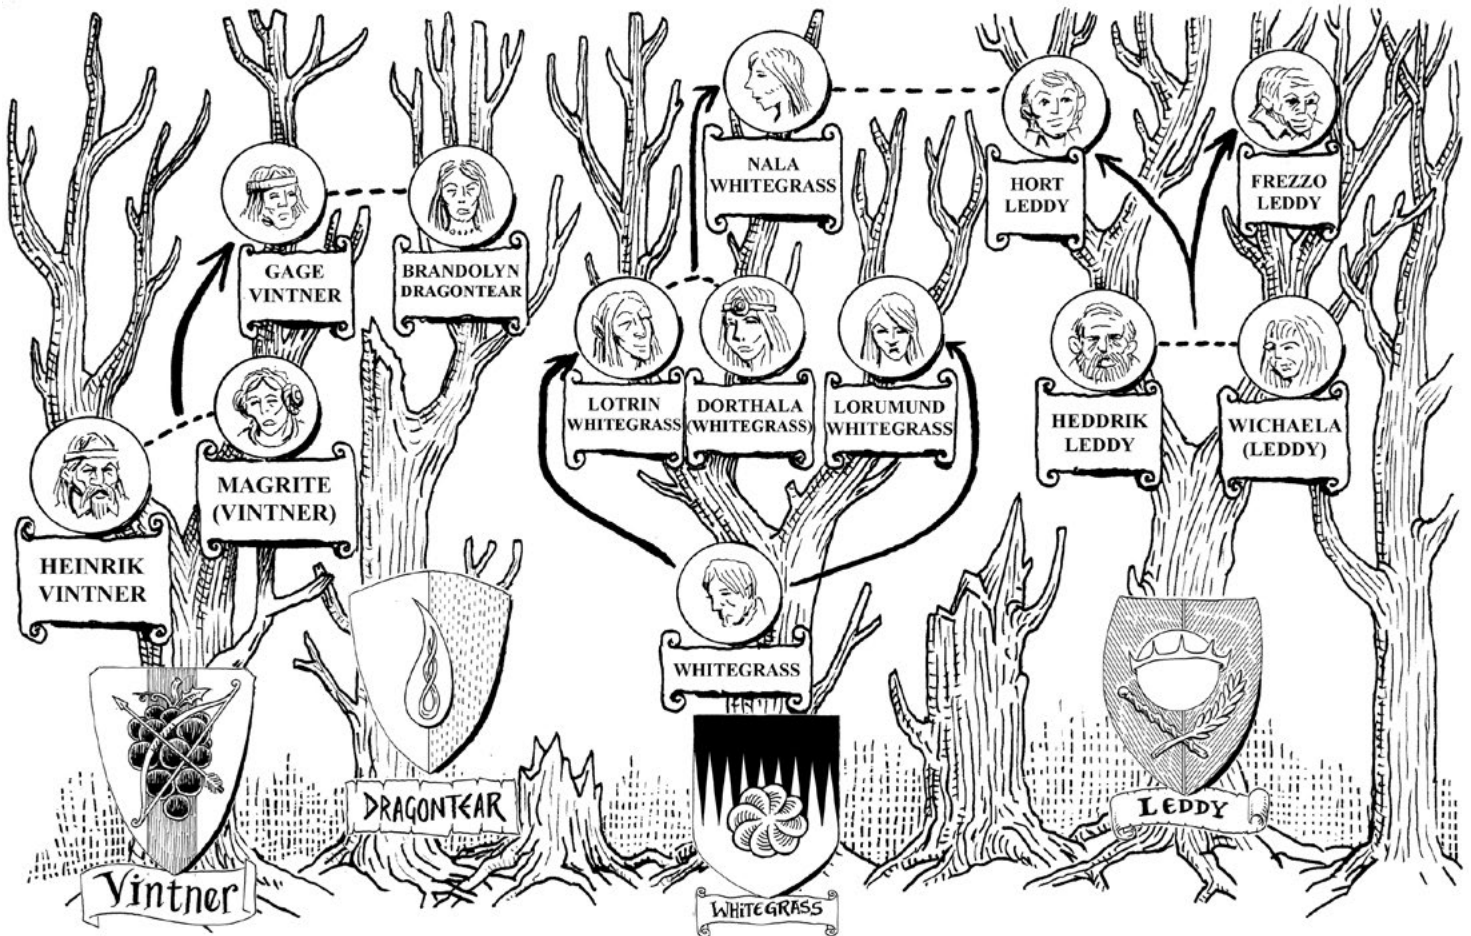 NALA
WHITEGRASS
HORT
LEDDY
FREZZO
LEDDY
GAGE
VINTNER
BRANDOLYN
DRAGONTEAR
LOTRIN
WHITEGRASS
DORTHALA
(WHITEGRASS)
LORUMUND
WHITEGRASS
HEDDRIK
LEDDY
WICHAELA
(LEDDY)
MAGRITE
(VINTNER)
HEINRIK
VINTNER
WHITEGRASS
DRAGONTEAR
LEDDY
Vintner
WHiTEGRASS